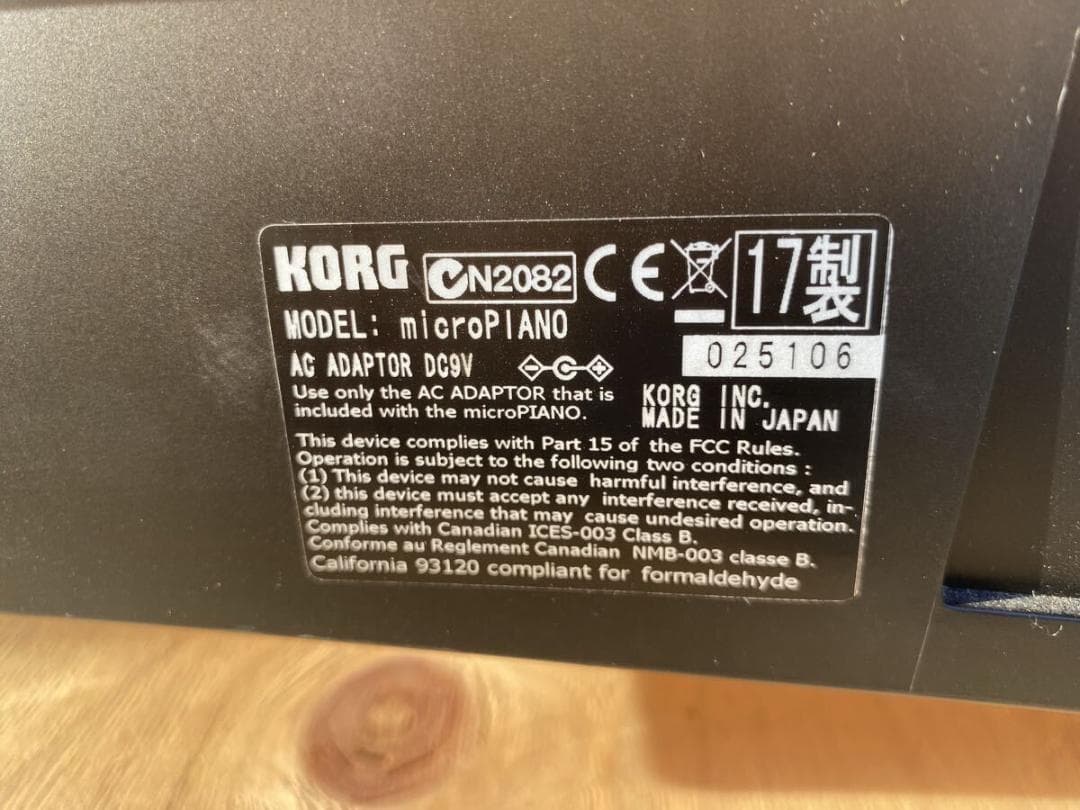 KORG N2082 CE 17製
MODEL: microPIANO
025106
AC ADAPTOR DC9V
Use only the AC ADAPTOR that is
included with the microPIANO.
KORG INC.
MADE IN JAPAN
This device complies with Part 15 of the FCC Rules.
Operation is subject to the following two conditions :
(1) This device may not cause harmful interference, and
(2) this device must accept any interference received, in-
cluding interference that may cause undesired operation.
Complies with Canadian ICES-003 Class B.
Conforme au Reglement Canadian NMB-003 classe B.
California 93120 compliant for formaldehyde